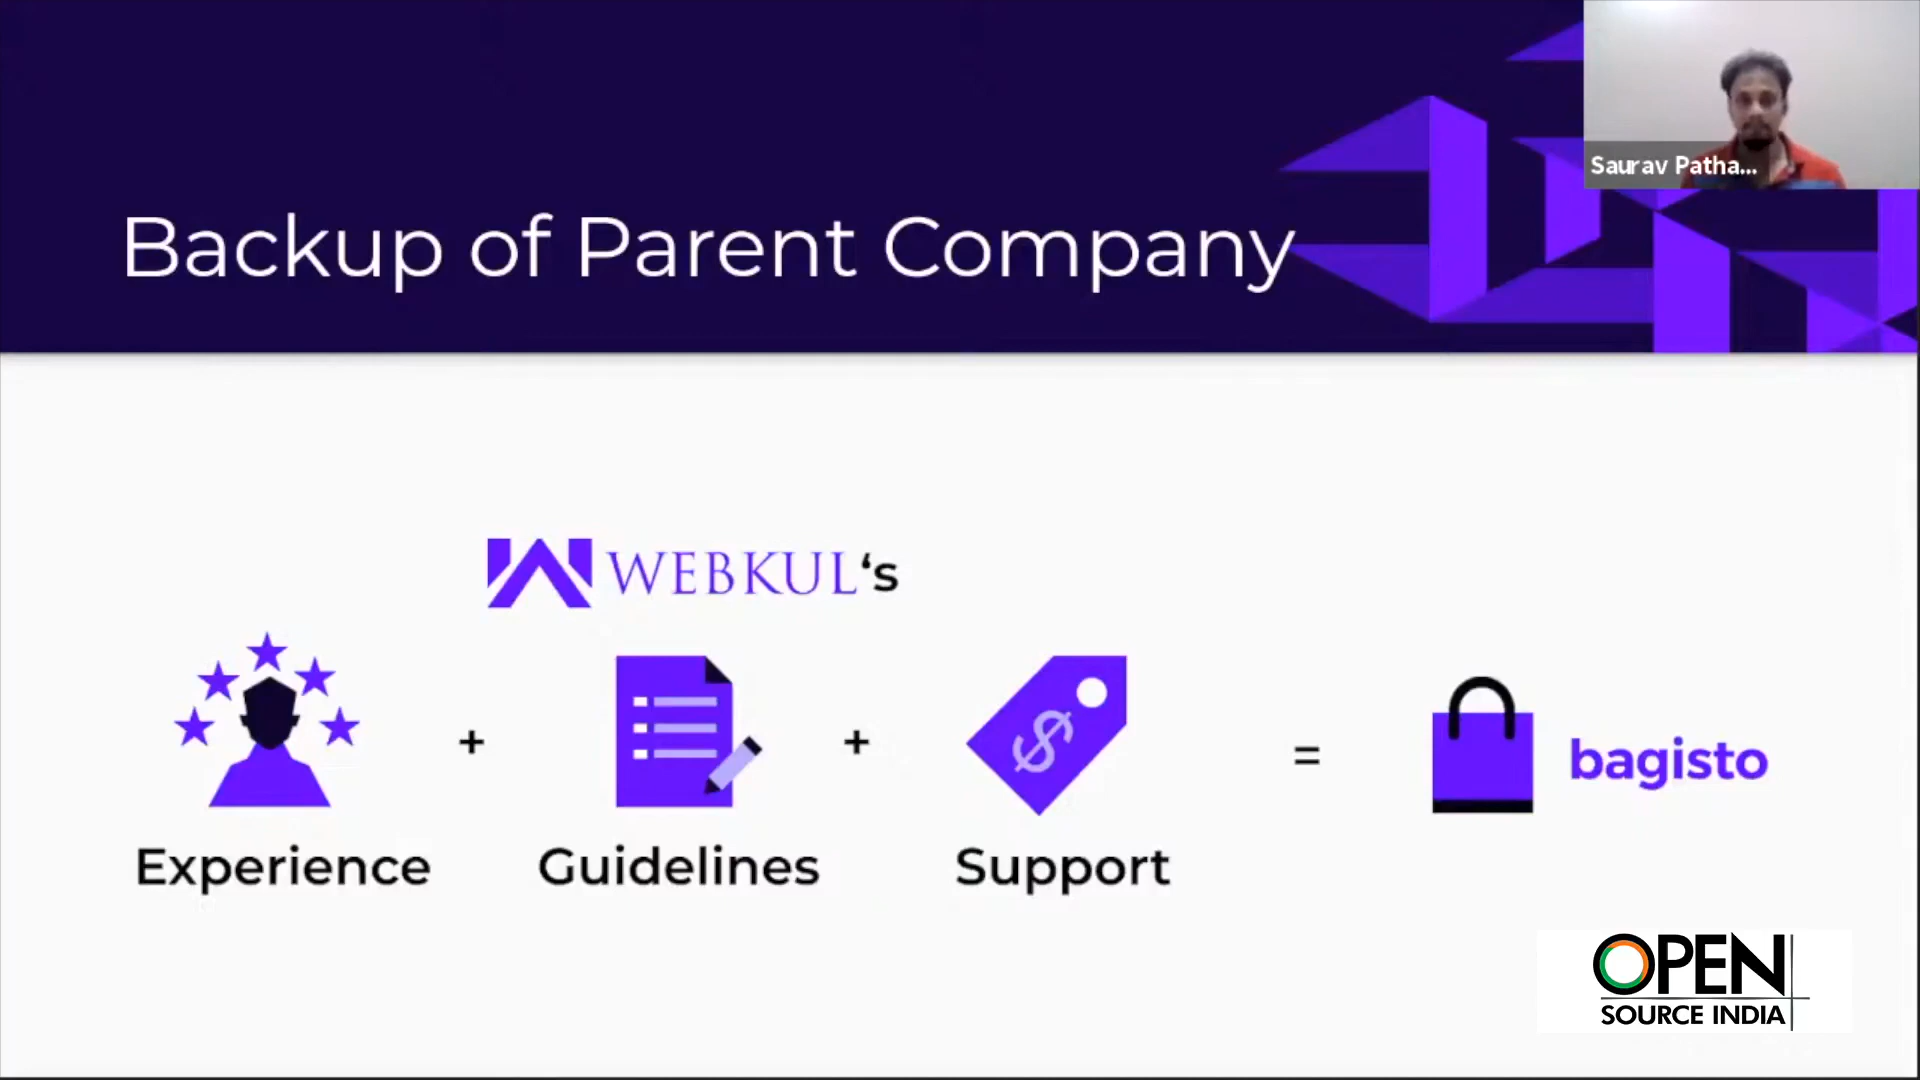 Saurav Patha...
Backup of Parent Company
WEBKUL‘s
+ + $ =
bagisto
Experience Guidelines Support
OPEN
SOURCE INDIA